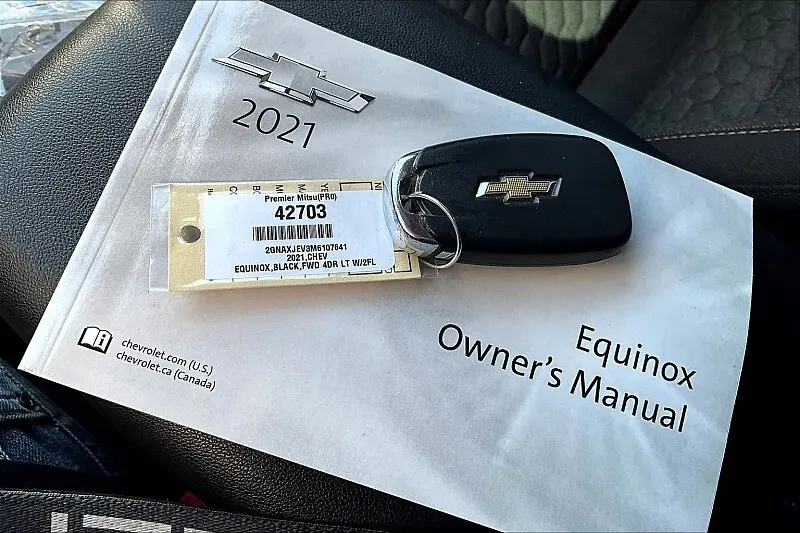 2021
Premier Mitsu(PR0)
42703
2GNAXJEV3M6107641
2021,CHEV
EQUINOX,BLACK,FWD 4DR LT W/2FL
Equinox
Owner's Manual
chevrolet.com (U.S.)
chevrolet.ca (Canada)